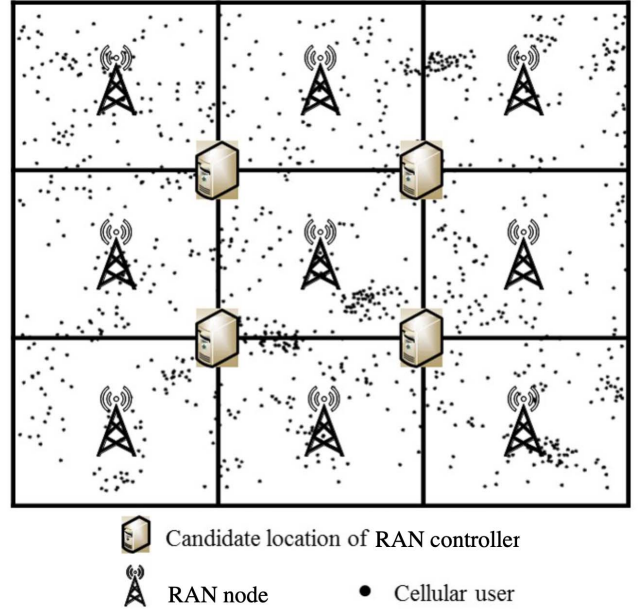 Candidate location of RAN controller
RAN node
Cellular user